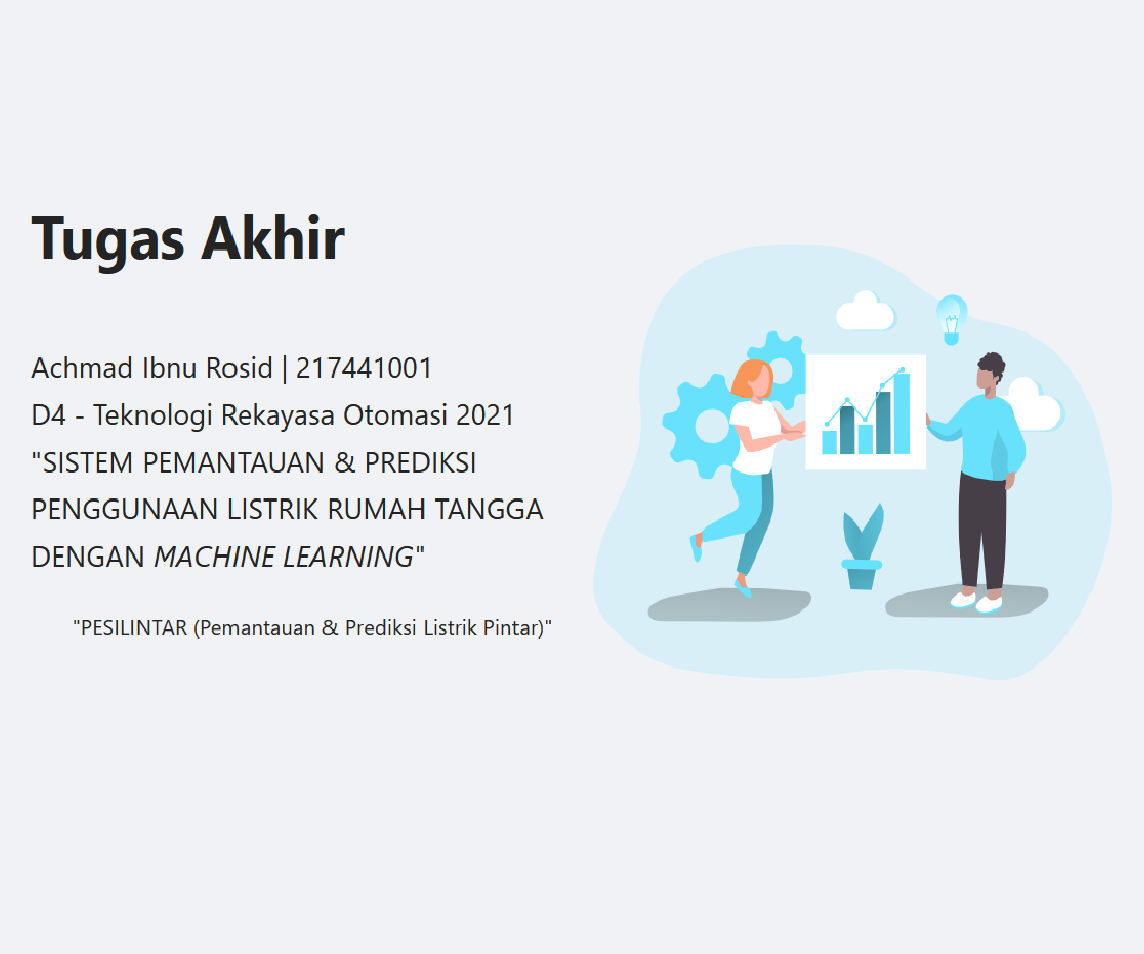 Tugas Akhir
Achmad Ibnu Rosid | 217441001
D4 - Teknologi Rekayasa Otomasi 2021
"SISTEM PEMANTAUAN & PREDIKSI
PENGGUNAAN LISTRIK RUMAH TANGGA
DENGAN MACHINE LEARNING"
"PESILINTAR (Pemantauan & Prediksi Listrik Pintar)"